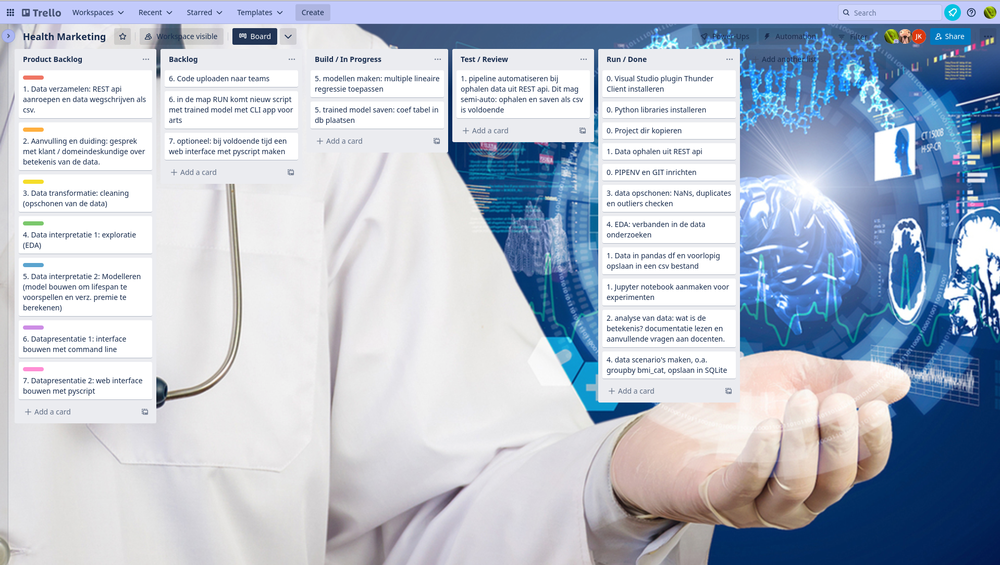 Trello
Workspaces
Recent
Starred
Templates
Create
Search
Health Marketing
Workspace visible
Board
Power-Ups
Automation
Filter
JK
Share
Product Backlog
1. Data verzamelen: REST api
aanroepen en data wegschrijven als
csv.
2. Aanvulling en duiding: gesprek
met klant / domeindeskundige over
betekenis van de data.
3. Data transformatie: cleaning
(opschonen van de data)
4. Data interpretatie 1: exploratie
(EDA)
5. Data interpretatie 2: Modelleren
(model bouwen om lifespan te
voorspellen en verz. premie te
berekenen)
6. Datapresentatie 1: interface
bouwen met command line
7. Datapresentatie 2: web interface
bouwen met pyscript
Add a card
Backlog
6. Code uploaden naar teams
6. in de map RUN komt nieuw script
met trained model met CLI app voor
arts
7. optioneel: bij voldoende tijd een
web interface met pyscript maken
Add a card
Build / In Progress
5. modellen maken: multiple lineaire
regressie toepassen
5. trained model saven: coef tabel in
db plaatsen
Add a card
Test / Review
1. pipeline automatiseren bij
ophalen data uit REST api. Dit mag
semi-auto: ophalen en saven als csv
is voldoende
Add a card
Run / Done
0. Visual Studio plugin Thunder
Client installeren
0. Python libraries installeren
0. Project dir kopieren
1. Data ophalen uit REST api
0. PIPENV en GIT inrichten
3. data opschonen: NaNs, duplicates
en outliers checken
4. EDA: verbanden in de data
onderzoeken
1. Data in pandas df en voorlopig
opslaan in een csv bestand
1. Jupyter notebook aanmaken voor
experimenten
2. analyse van data: wat is de
betekenis? documentatie lezen en
aanvullende vragen aan docenten.
4. data scenario's maken, o.a.
groupby bmi_cat, opslaan in SQLite
Add a card
Add another list
CT 1500B
H-SP-CR